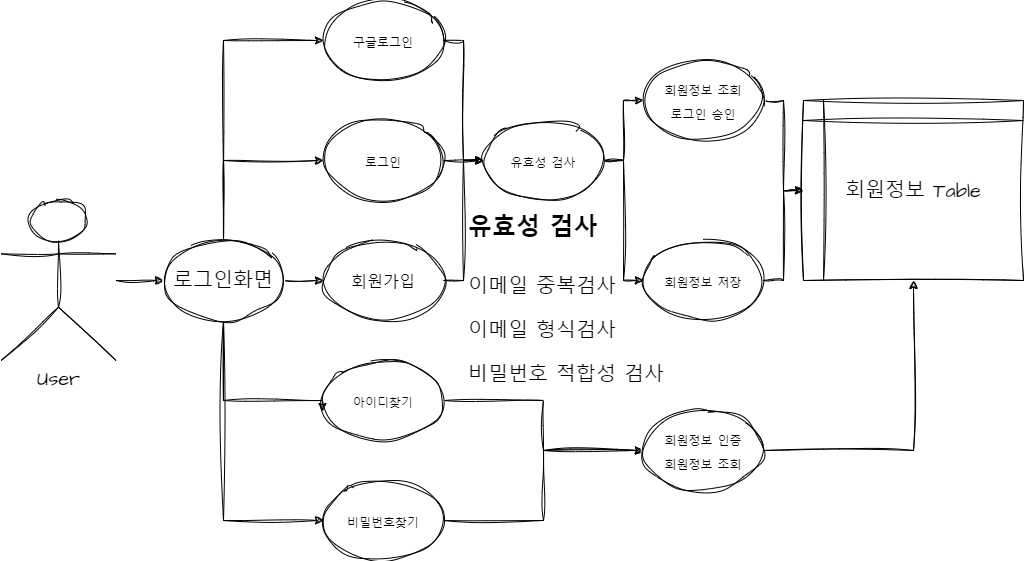 구글로그인
회원정보 조회
로그인 승인
로그인
유효성 검사
회원정보 Table
유효성 검사
로그인화면
회원가입
이메일 중복검사
회원정보 저장
이메일 형식검사
비밀번호 적합성 검사
User
아이디찾기
회원정보 인증
회원정보 조회
비밀번호찾기